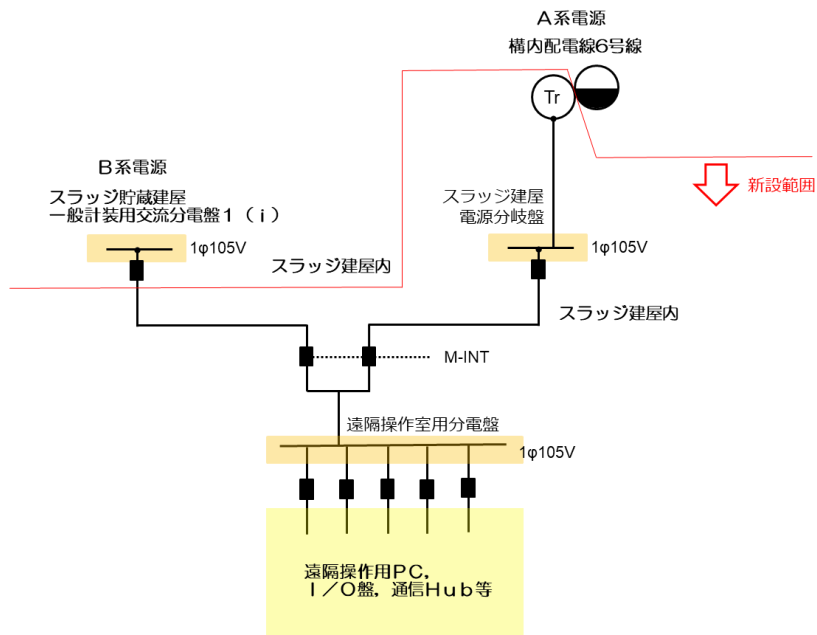 A系電源
構内配電線6号線
Tr
B系電源
新設範囲
スラッジ貯蔵建屋
一般計装用交流分電盤1(i)
スラッジ建屋
電源分岐盤
1φ105V
1φ105V
スラッジ建屋内
スラッジ建屋内
M-INT
遠隔操作室用分電盤
1φ105V
遠隔操作用PC,
I/O盤, 通信Hub等